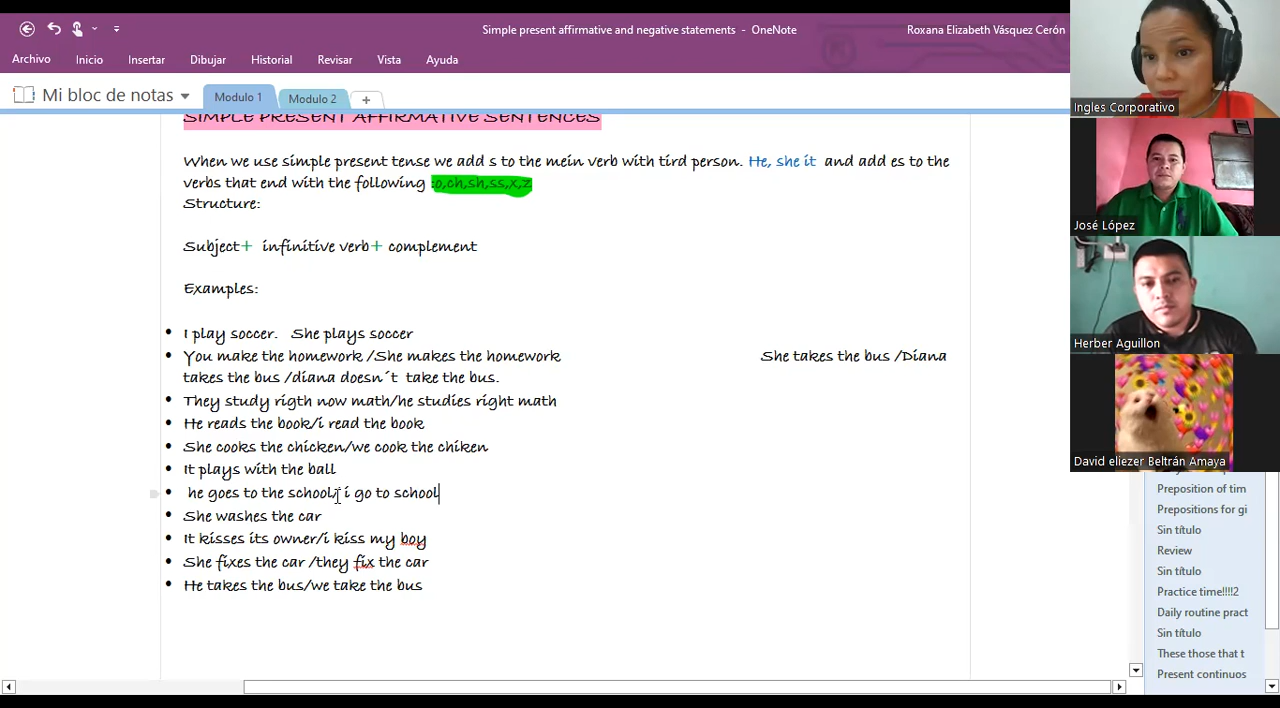 Simple present affirmative and negative statements - OneNote
Roxana Elizabeth Vásquez Cerón
Archivo Inicio Insertar Dibujar Historial Revisar Vista Ayuda
Mi bloc de notas Modulo 1 Modulo 2 +
SIMPLE PRESENT AFFIRMATIVE SENTENCES
When we use simple present tense we add s to the mein verb with tird person. He, she it and add es to the
verbs that end with the following :o,ch,sh,ss,x,z
Structure:
Subject+ infinitive verb+ complement
Examples:
• I play soccer. She plays soccer
• You make the homework /She makes the homework She takes the bus /Diana
takes the bus /diana doesn´t take the bus.
• They study rigth now math/he studies right math
• He reads the book/i read the book
• She cooks the chicken/we cook the chiken
• It plays with the ball
• he goes to the school,/ i go to school
• She washes the car
• It kisses its owner/i kiss my boy
• She fixes the car /they fix the car
• He takes the bus/we take the bus
Ingles Corporativo
José López
Herber Aguillon
David eliezer Beltrán Amaya
Preposition of tim
Prepositions for gi
Sin título
Review
Sin título
Practice time!!!!2
Daily routine pract
Sin título
These those that t
Present continuos